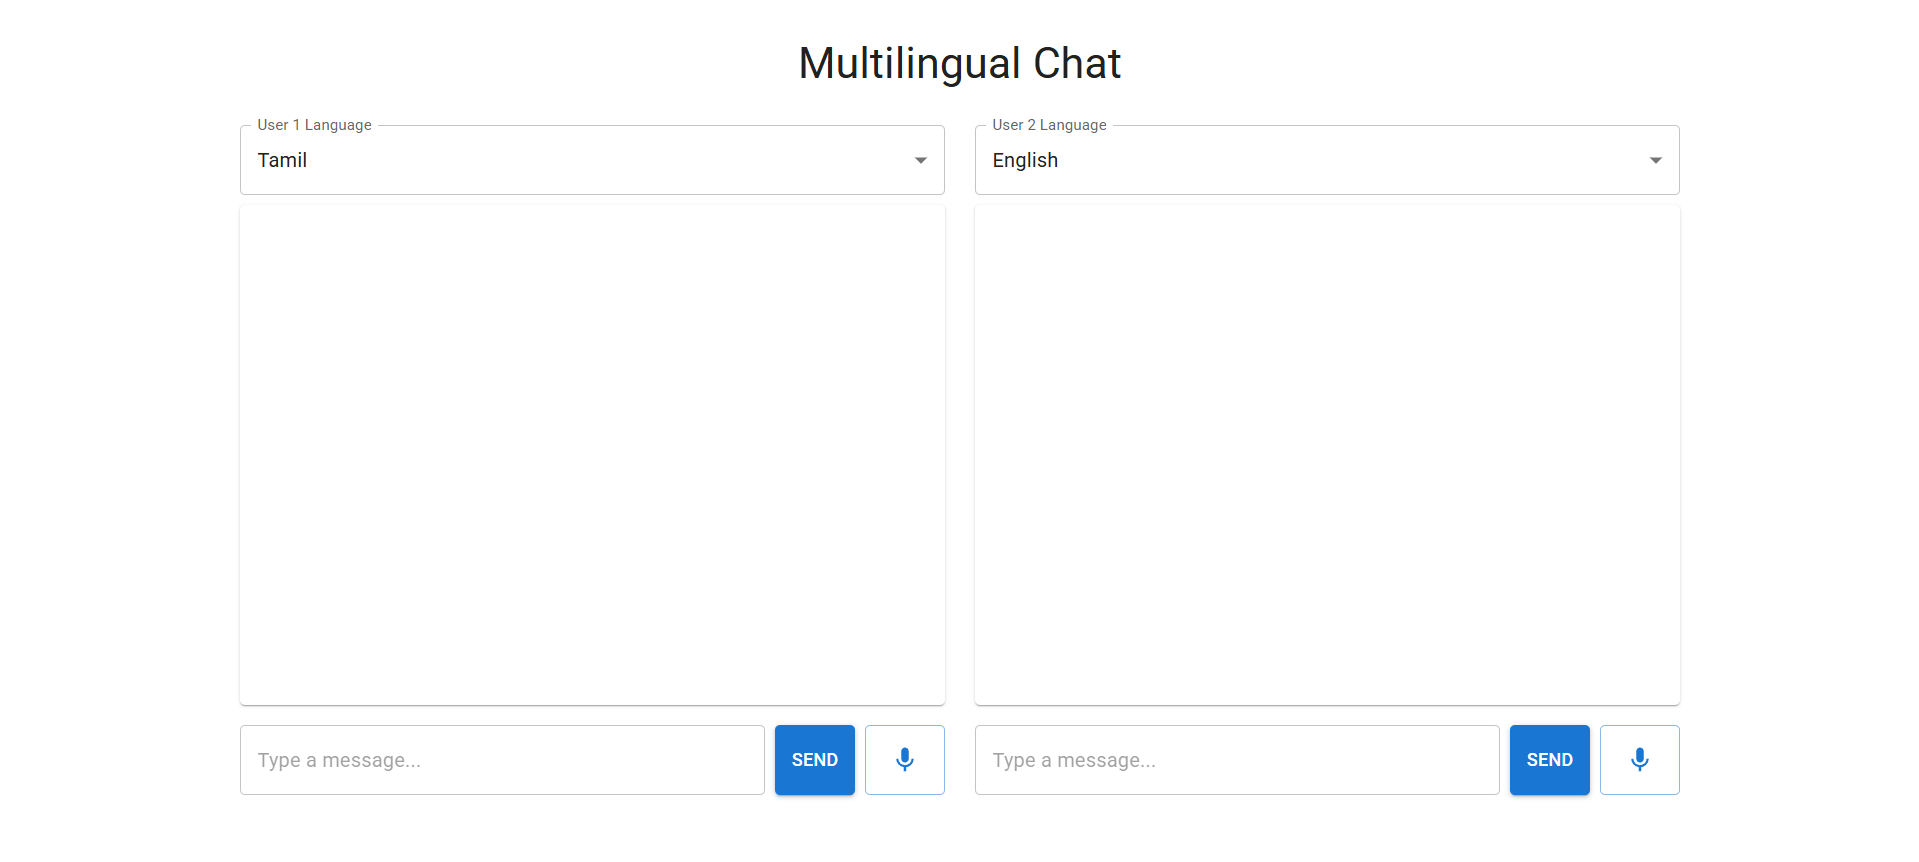 Multilingual Chat
User 1 Language
Tamil
User 2 Language
English
Type a message...
SEND
Type a message...
SEND